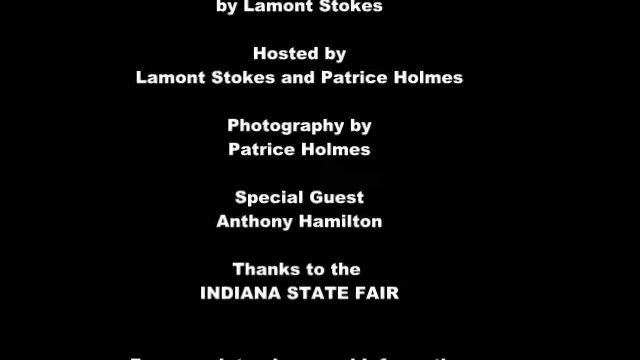 by Lamont Stokes
Hosted by
Lamont Stokes and Patrice Holmes
Photography by
Patrice Holmes
Special Guest
Anthony Hamilton
Thanks to the
INDIANA STATE FAIR